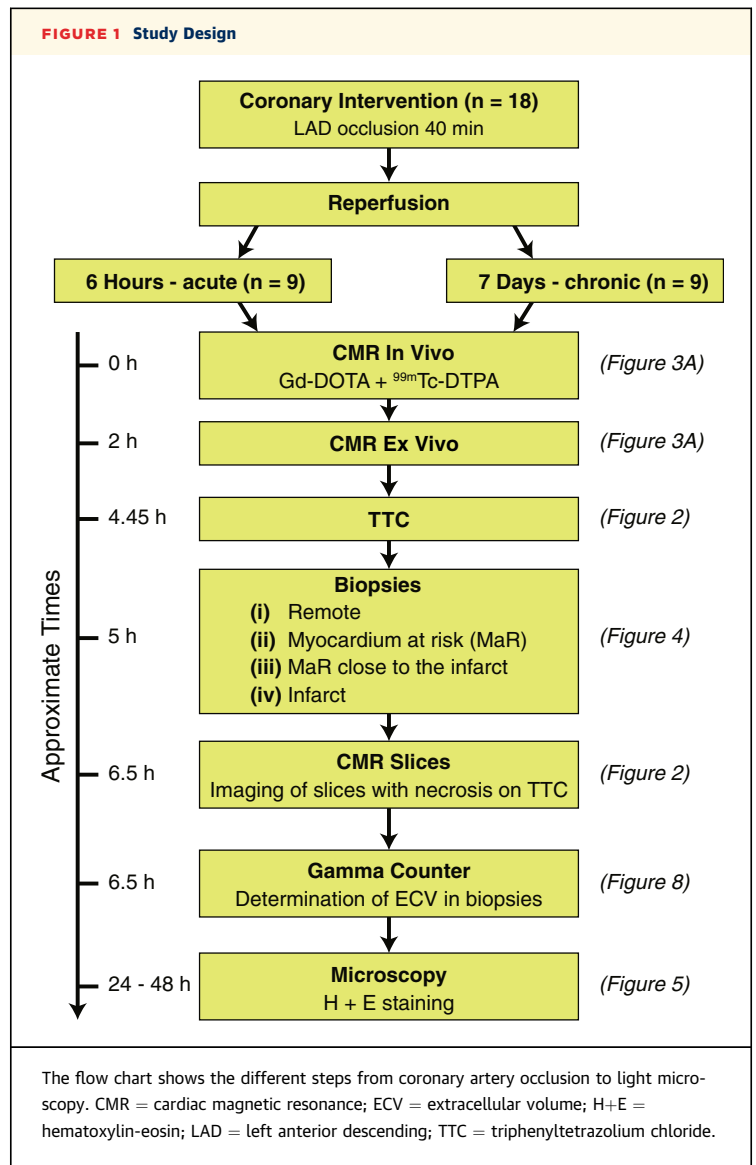 FIGURE 1 Study Design
Coronary Intervention (n = 18)
LAD occlusion 40 min
Reperfusion
6 Hours - acute (n = 9)
7 Days - chronic (n = 9)
Approximate Times
0 h
CMR In Vivo
Gd-DOTA + ⁹⁹ᵐTc-DTPA
(Figure 3A)
2 h
CMR Ex Vivo
(Figure 3A)
4.45 h
TTC
(Figure 2)
5 h
Biopsies
(i) Remote
(ii) Myocardium at risk (MaR)
(iii) MaR close to the infarct
(iv) Infarct
(Figure 4)
6.5 h
CMR Slices
Imaging of slices with necrosis on TTC
(Figure 2)
6.5 h
Gamma Counter
Determination of ECV in biopsies
(Figure 8)
24 - 48 h
Microscopy
H + E staining
(Figure 5)
The flow chart shows the different steps from coronary artery occlusion to light micro-
scopy. CMR = cardiac magnetic resonance; ECV = extracellular volume; H+E =
hematoxylin-eosin; LAD = left anterior descending; TTC = triphenyltetrazolium chloride.